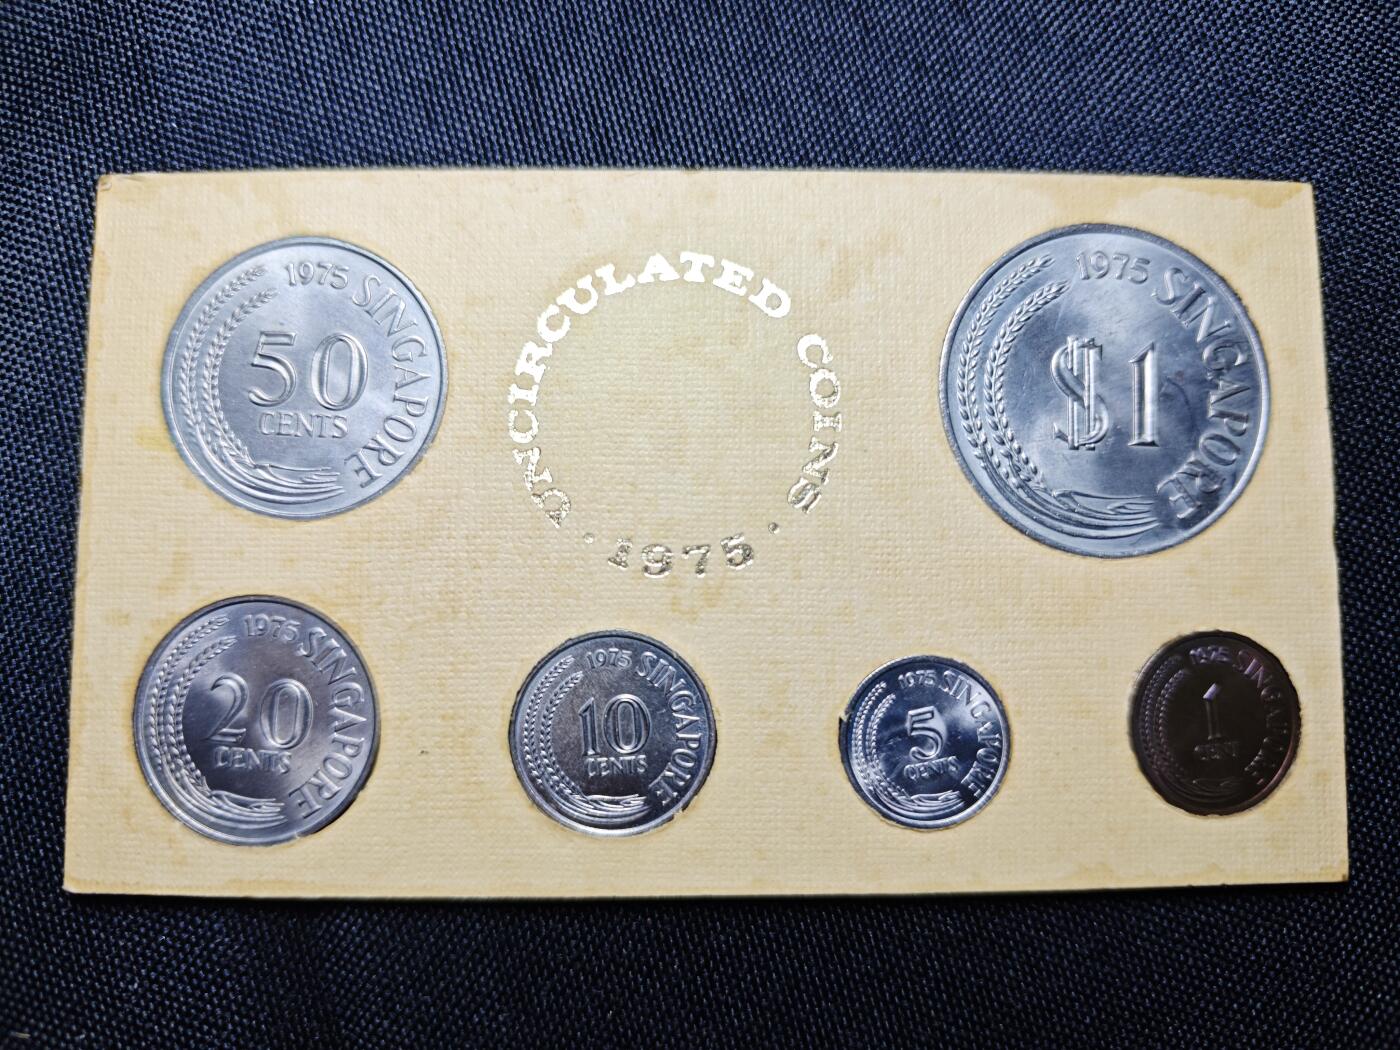 1975 SINGAPORE
50
CENTS
UNCIRCULATED COINS
· 1975 ·
1975 SINGAPORE
$1
1975 SINGAPORE
20
CENTS
1975 SINGAPORE
10
CENTS
1975 SINGAPORE
5
CENTS
1975 SINGAPORE
1
CENT